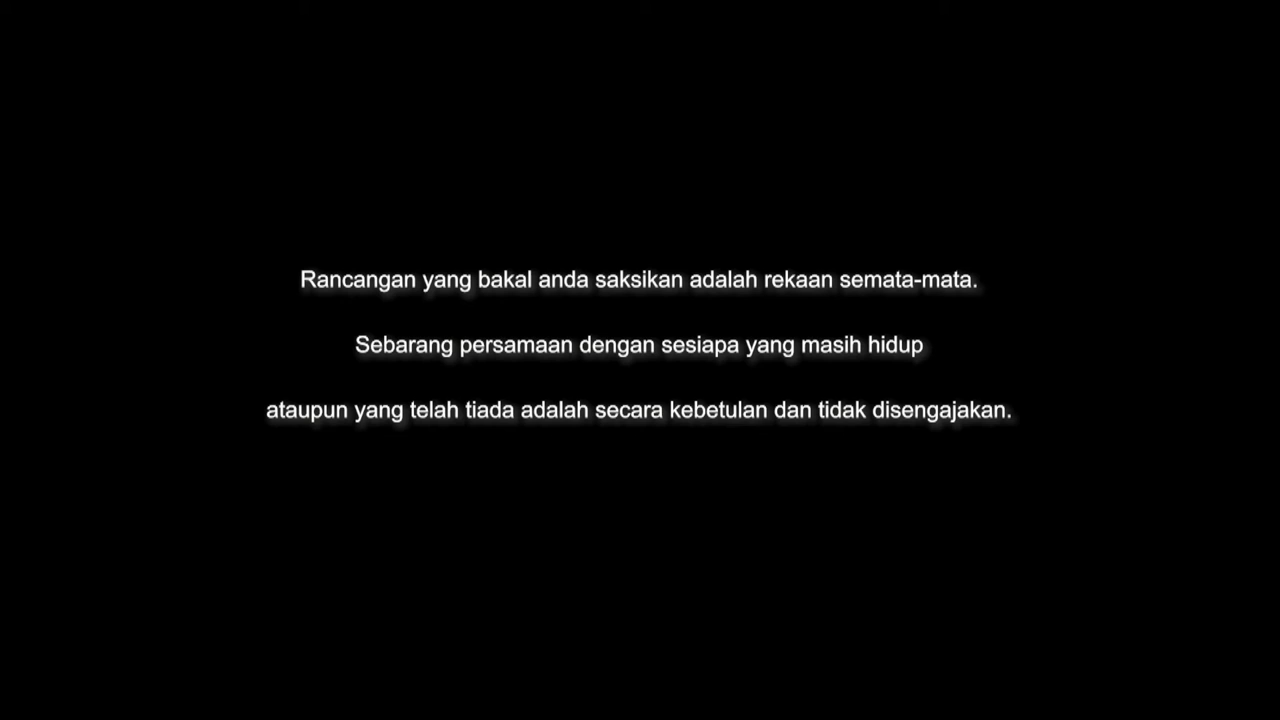 Rancangan yang bakal anda saksikan adalah rekaan semata-mata.
Sebarang persamaan dengan sesiapa yang masih hidup
ataupun yang telah tiada adalah secara kebetulan dan tidak disengajakan.